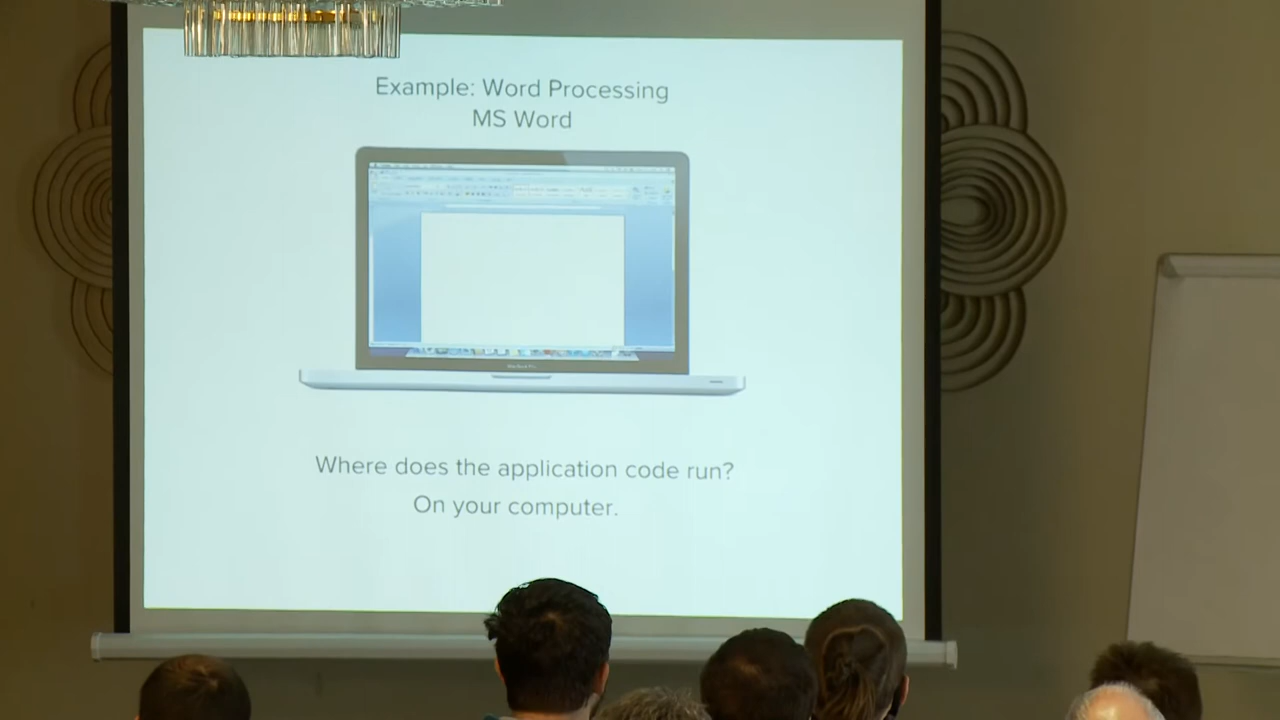 Example: Word Processing
MS Word
Where does the application code run?
On your computer.